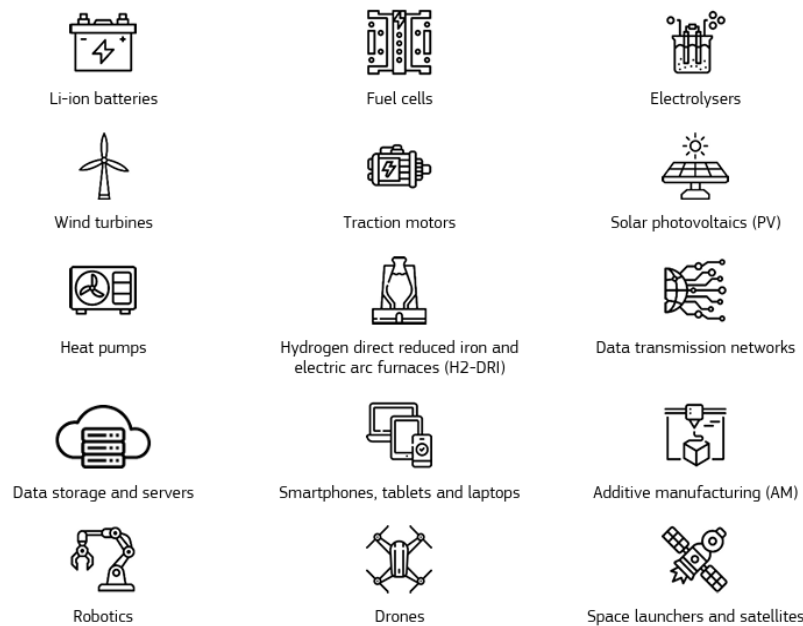 Li-ion batteries
Fuel cells
Electrolysers
Wind turbines
Traction motors
Solar photovoltaics (PV)
Heat pumps
Hydrogen direct reduced iron and
electric arc furnaces (H2-DRI)
Data transmission networks
Data storage and servers
Smartphones, tablets and laptops
Additive manufacturing (AM)
Robotics
Drones
Space launchers and satellites